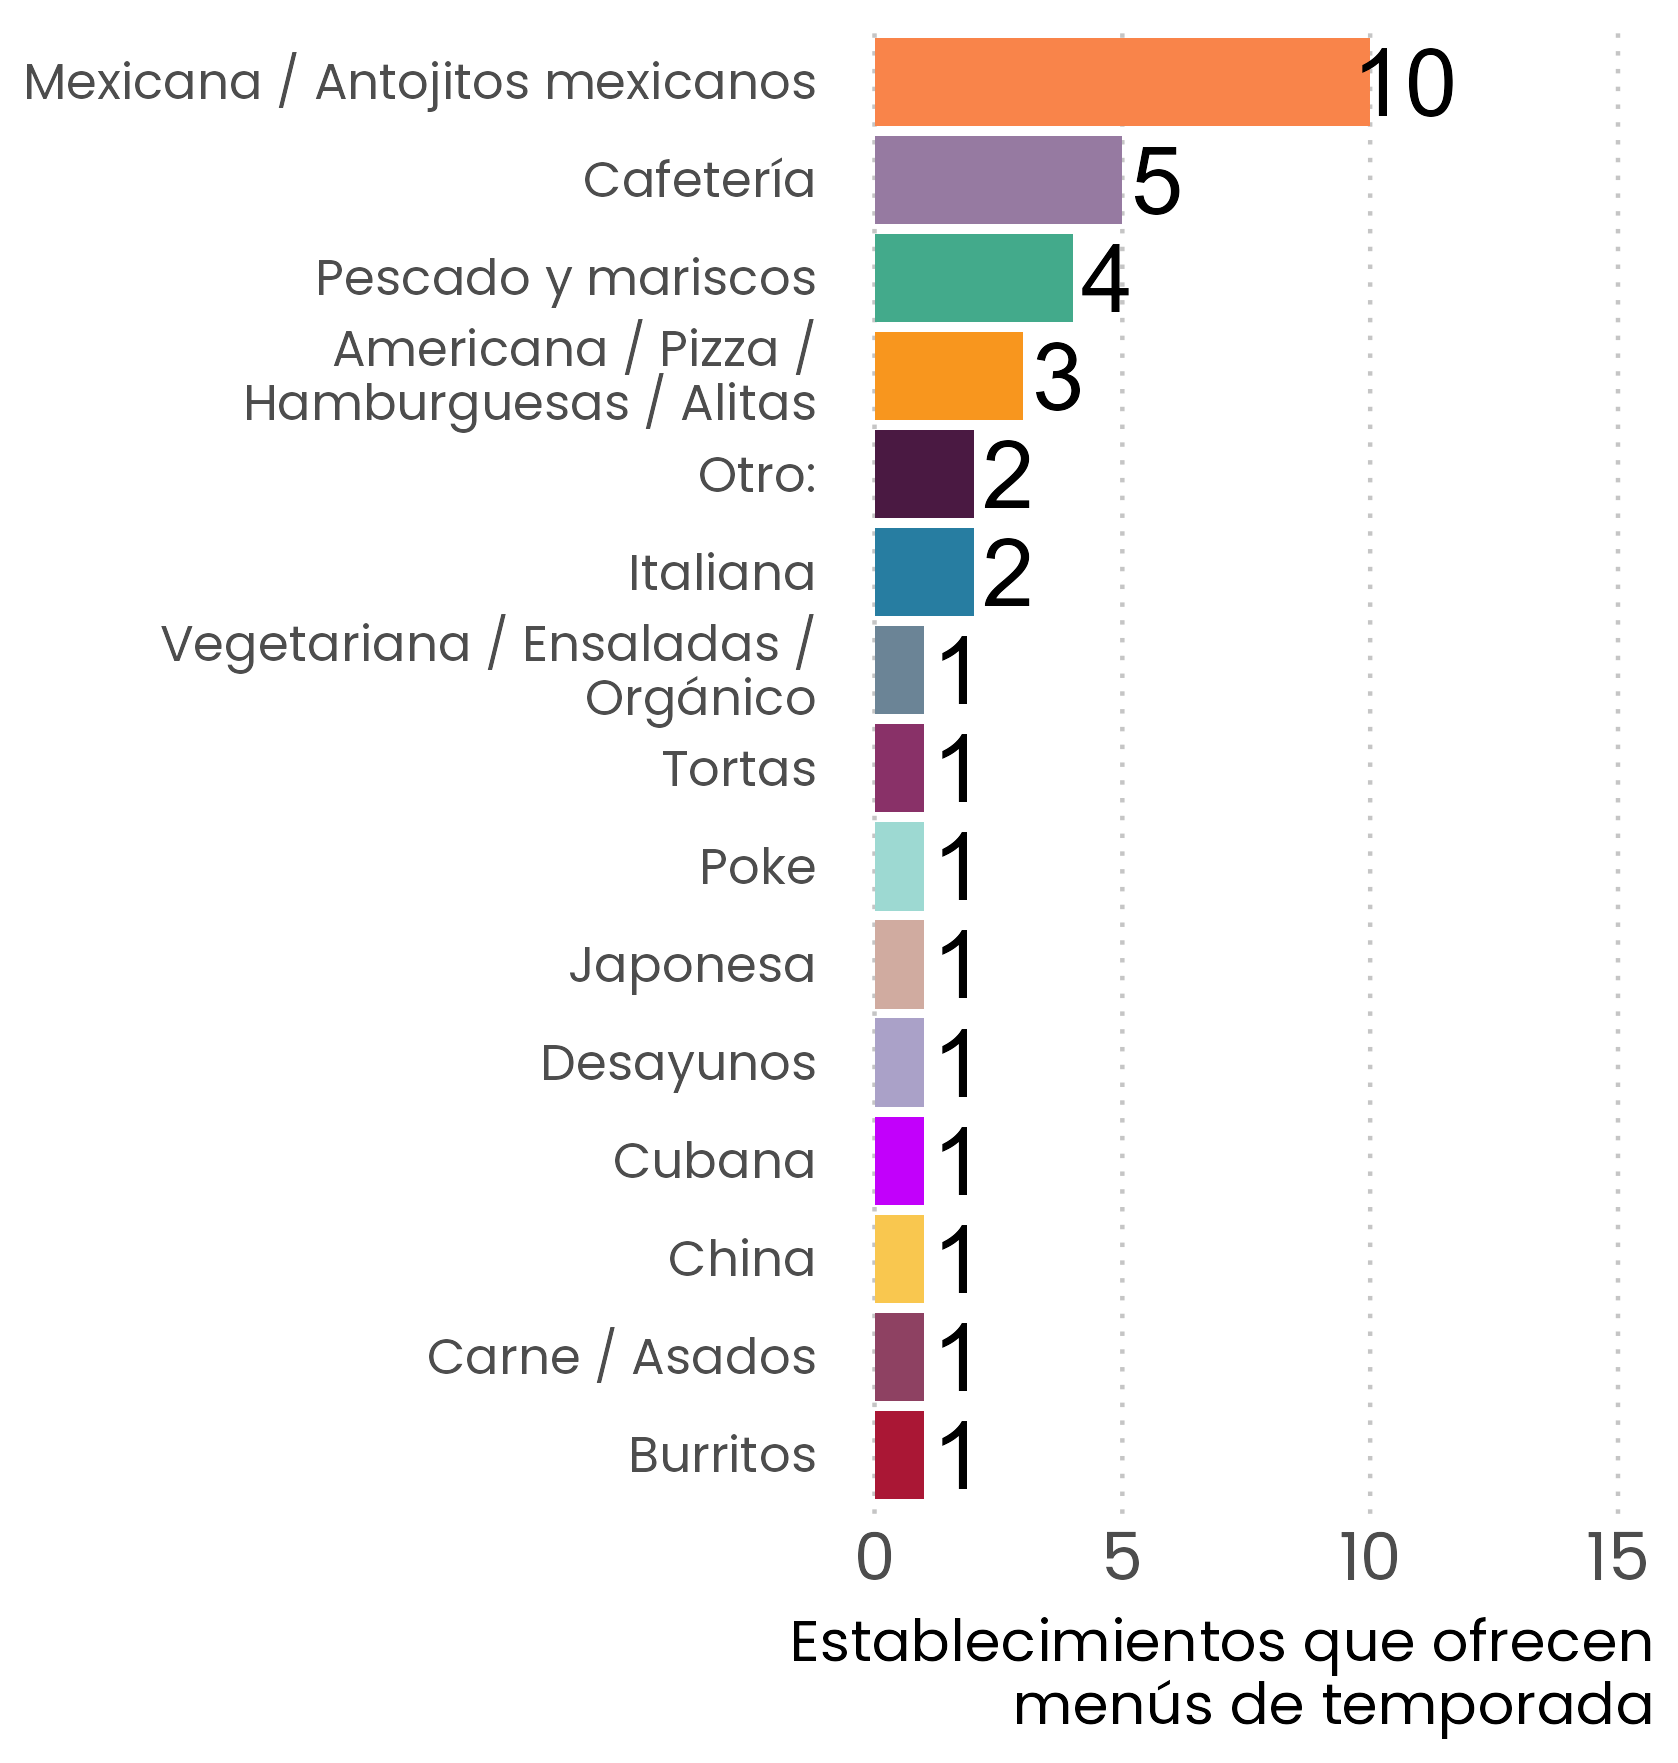 Mexicana / Antojitos mexicanos
10
Cafetería
5
Pescado y mariscos
4
Americana / Pizza /
Hamburguesas / Alitas
3
Otro:
2
Italiana
2
Vegetariana / Ensaladas /
Orgánico
1
Tortas
1
Poke
1
Japonesa
1
Desayunos
1
Cubana
1
China
1
Carne / Asados
1
Burritos
1
0 5 10 15
Establecimientos que ofrecen
menús de temporada